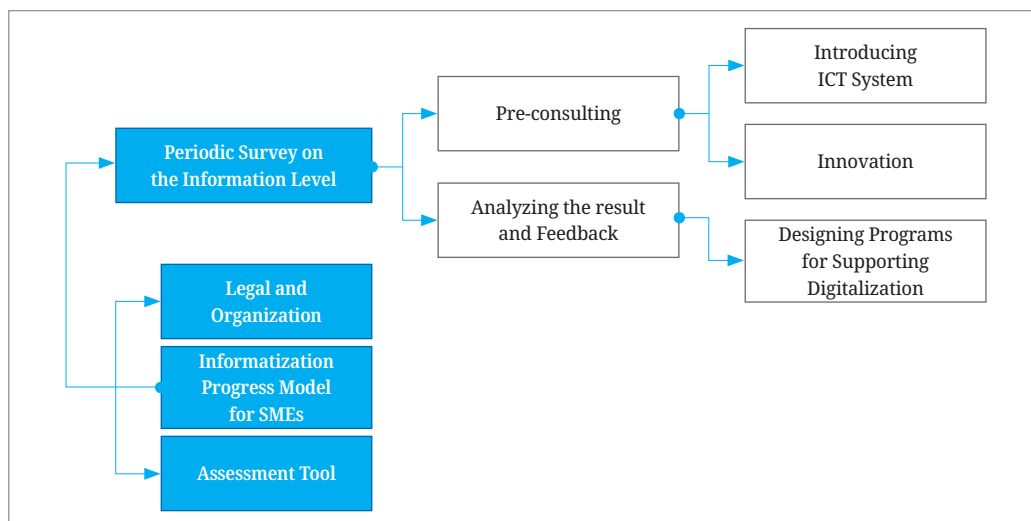 Introducing
ICT System
Pre-consulting
Periodic Survey on
the Information Level
Innovation
Analyzing the result
and Feedback
Designing Programs
for Supporting
Digitalization
Legal and
Organization
Informatization
Progress Model
for SMEs
Assessment Tool